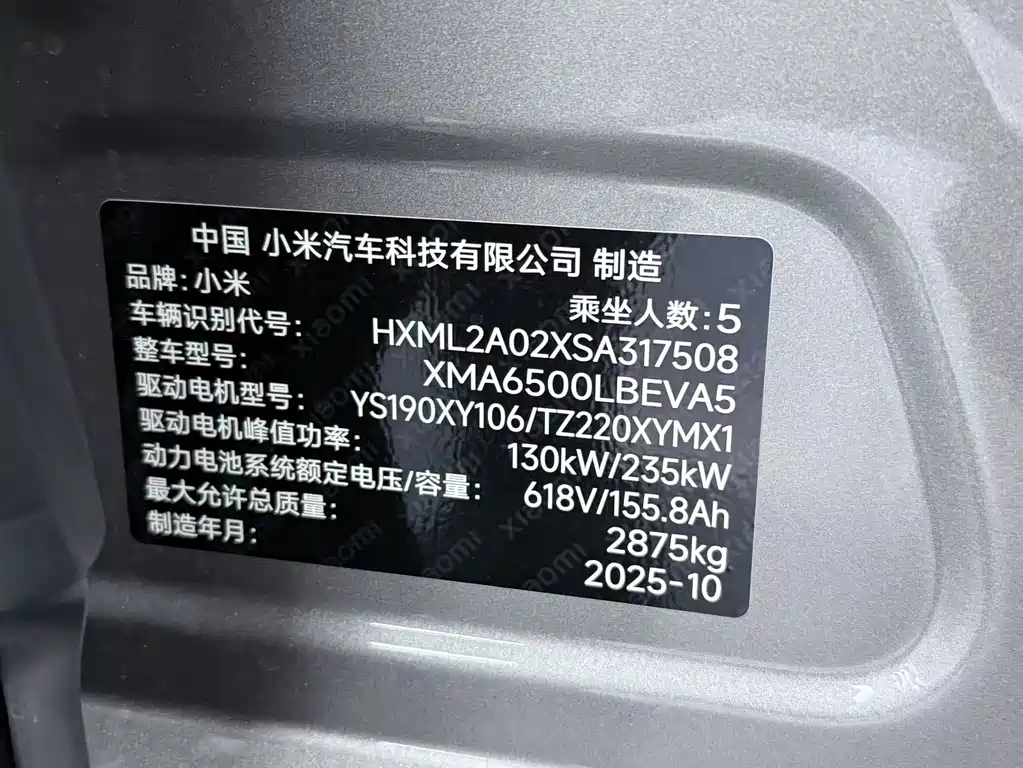 中国 小米汽车科技有限公司 制造
品牌:小米
乘坐人数:5
车辆识别代号: HXML2A02XSA317508
整车型号: XMA6500LBEVA5
驱动电机型号: YS190XY106/TZ220XYMX1
驱动电机峰值功率: 130kW/235kW
动力电池系统额定电压/容量: 618V/155.8Ah
最大允许总质量: 2875kg
制造年月: 2025-10